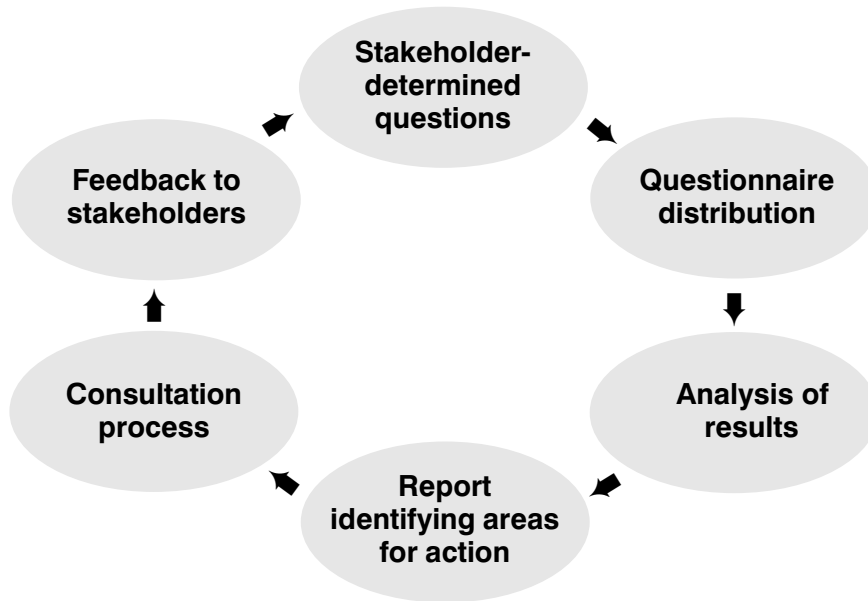 Stakeholder-
determined
questions
Questionnaire
distribution
Analysis of
results
Report
identifying areas
for action
Consultation
process
Feedback to
stakeholders